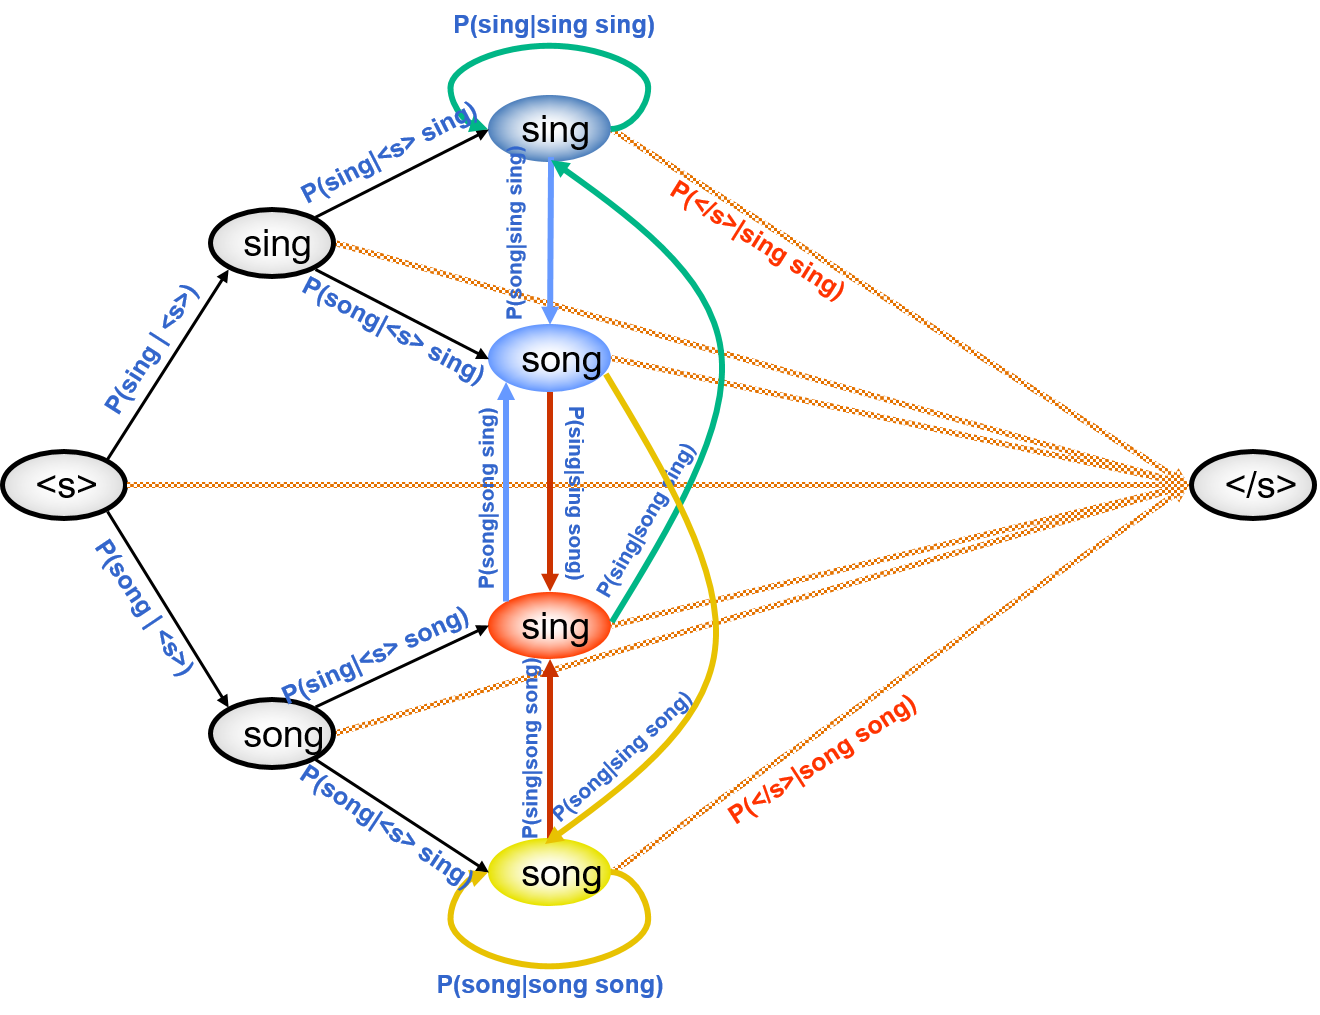 P(sing|sing sing)
sing
P(sing|<s> sing)
P(song|sing sing)
P(</s>|sing sing)
sing
P(sing | <s>)
P(song|<s> sing)
song
P(song|song sing)
P(sing|sing song)
P(sing|song sing)
<s>
</s>
P(song | <s>)
sing
P(sing|<s> song)
song
P(sing|song song)
P(song|sing song)
P(</s>|song song)
P(song|<s> sing)
song
P(song|song song)